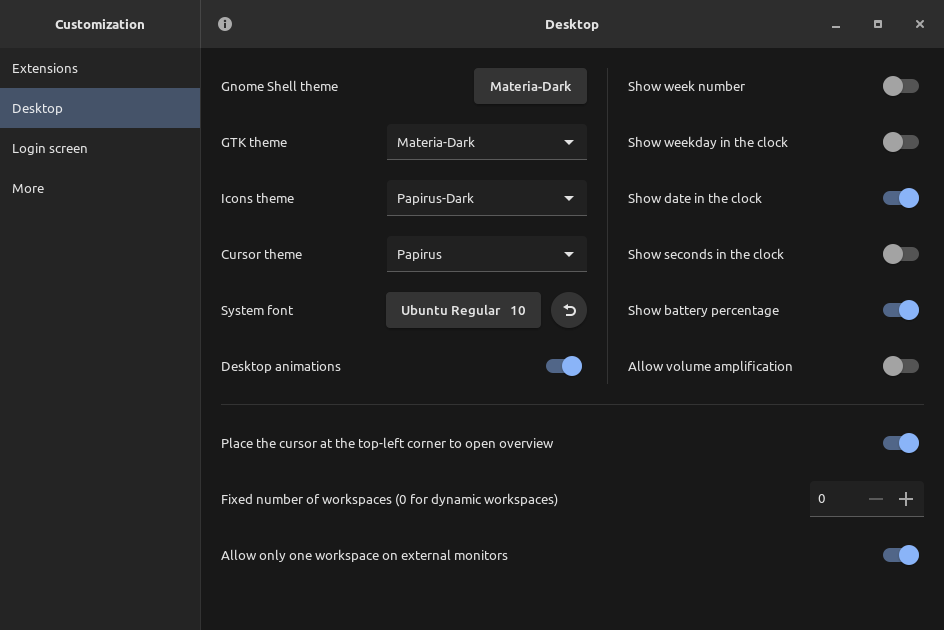 Customization
Desktop
Extensions
Desktop
Login screen
More
Gnome Shell theme
Materia-Dark
GTK theme
Materia-Dark
Icons theme
Papirus-Dark
Cursor theme
Papirus
System font
Ubuntu Regular 10
Desktop animations
Show week number
Show weekday in the clock
Show date in the clock
Show seconds in the clock
Show battery percentage
Allow volume amplification
Place the cursor at the top-left corner to open overview
Fixed number of workspaces (0 for dynamic workspaces)
0
Allow only one workspace on external monitors